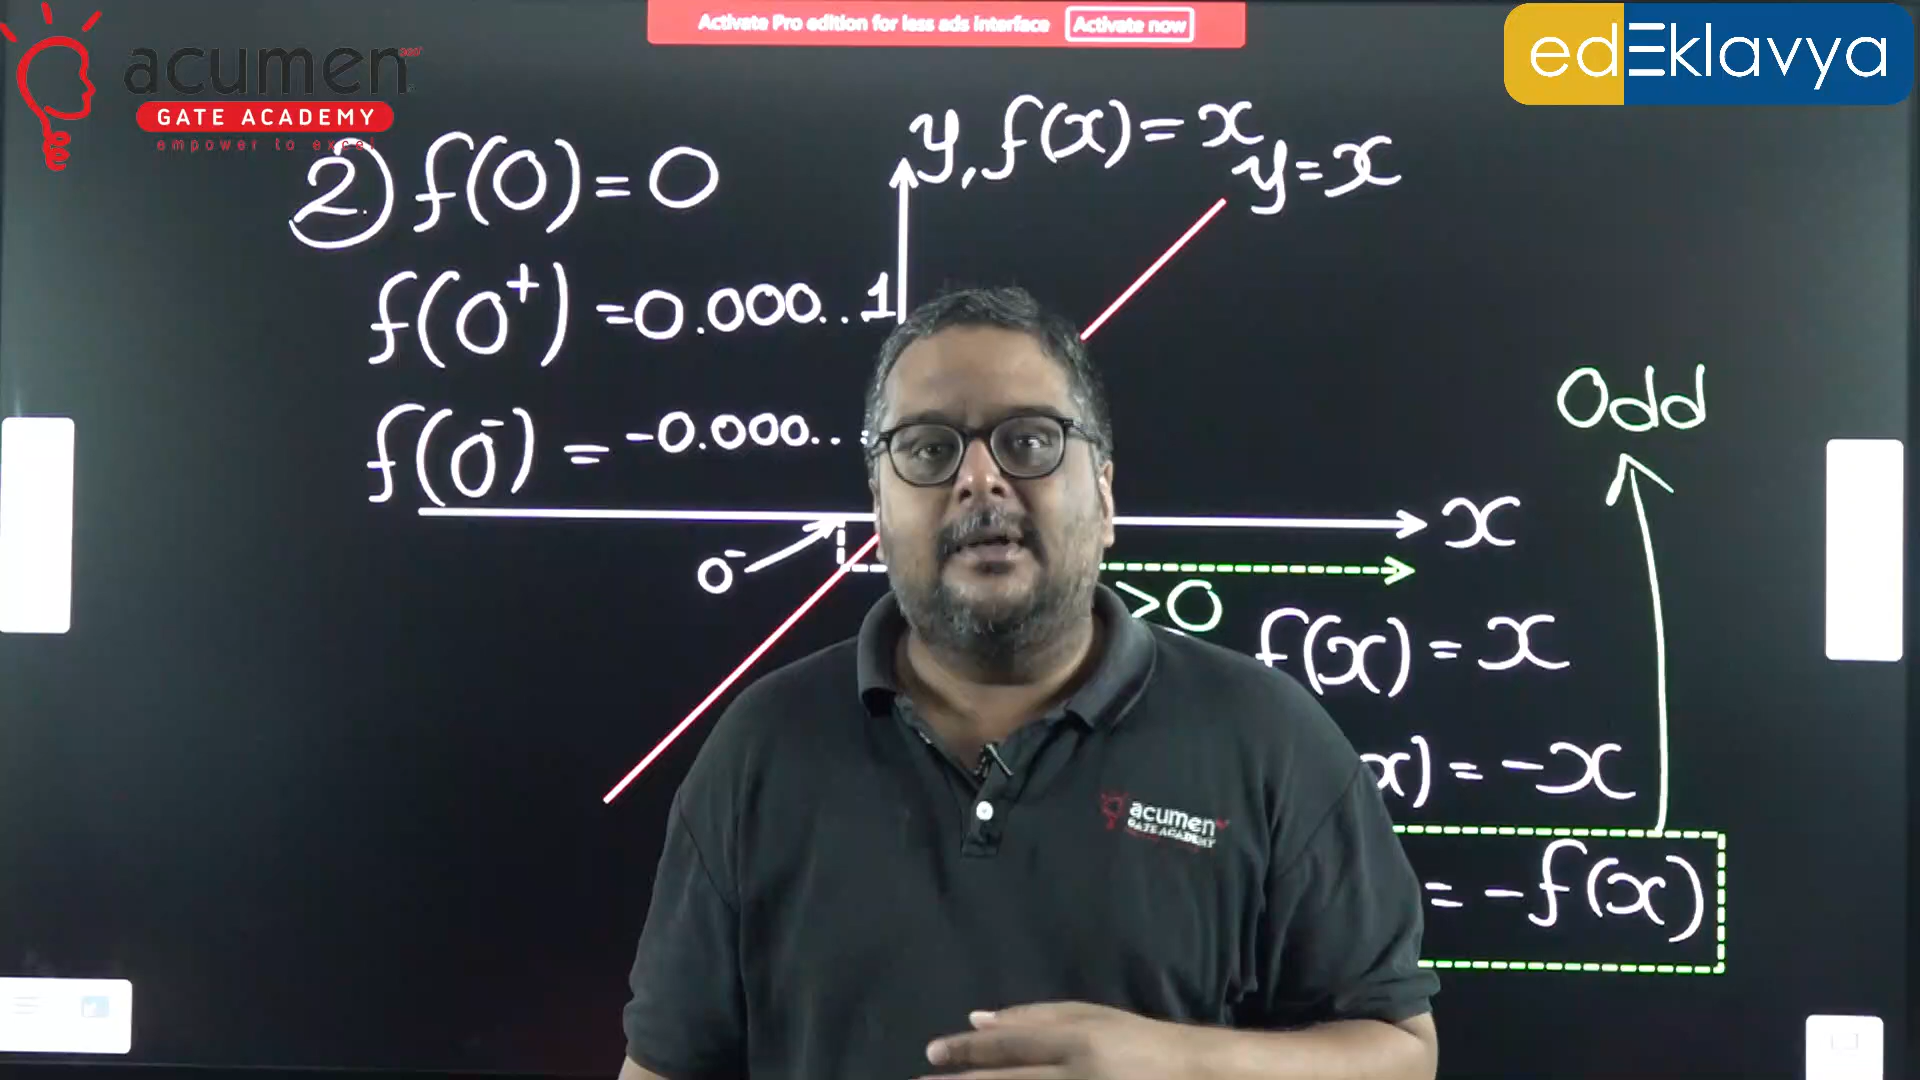 Activate Pro edition for less ads interface Activate now
edEklavya
acumen
GATE ACADEMY
empower to excel
2) f(0) = 0
y, f(x) = x
y = x
f(0⁺) = 0.000..1
f(0⁻) = -0.000..
Odd
x
0⁻
>0
f(x) = x
x) = -x
= -f(x)
acumen
GATE ACADEMY